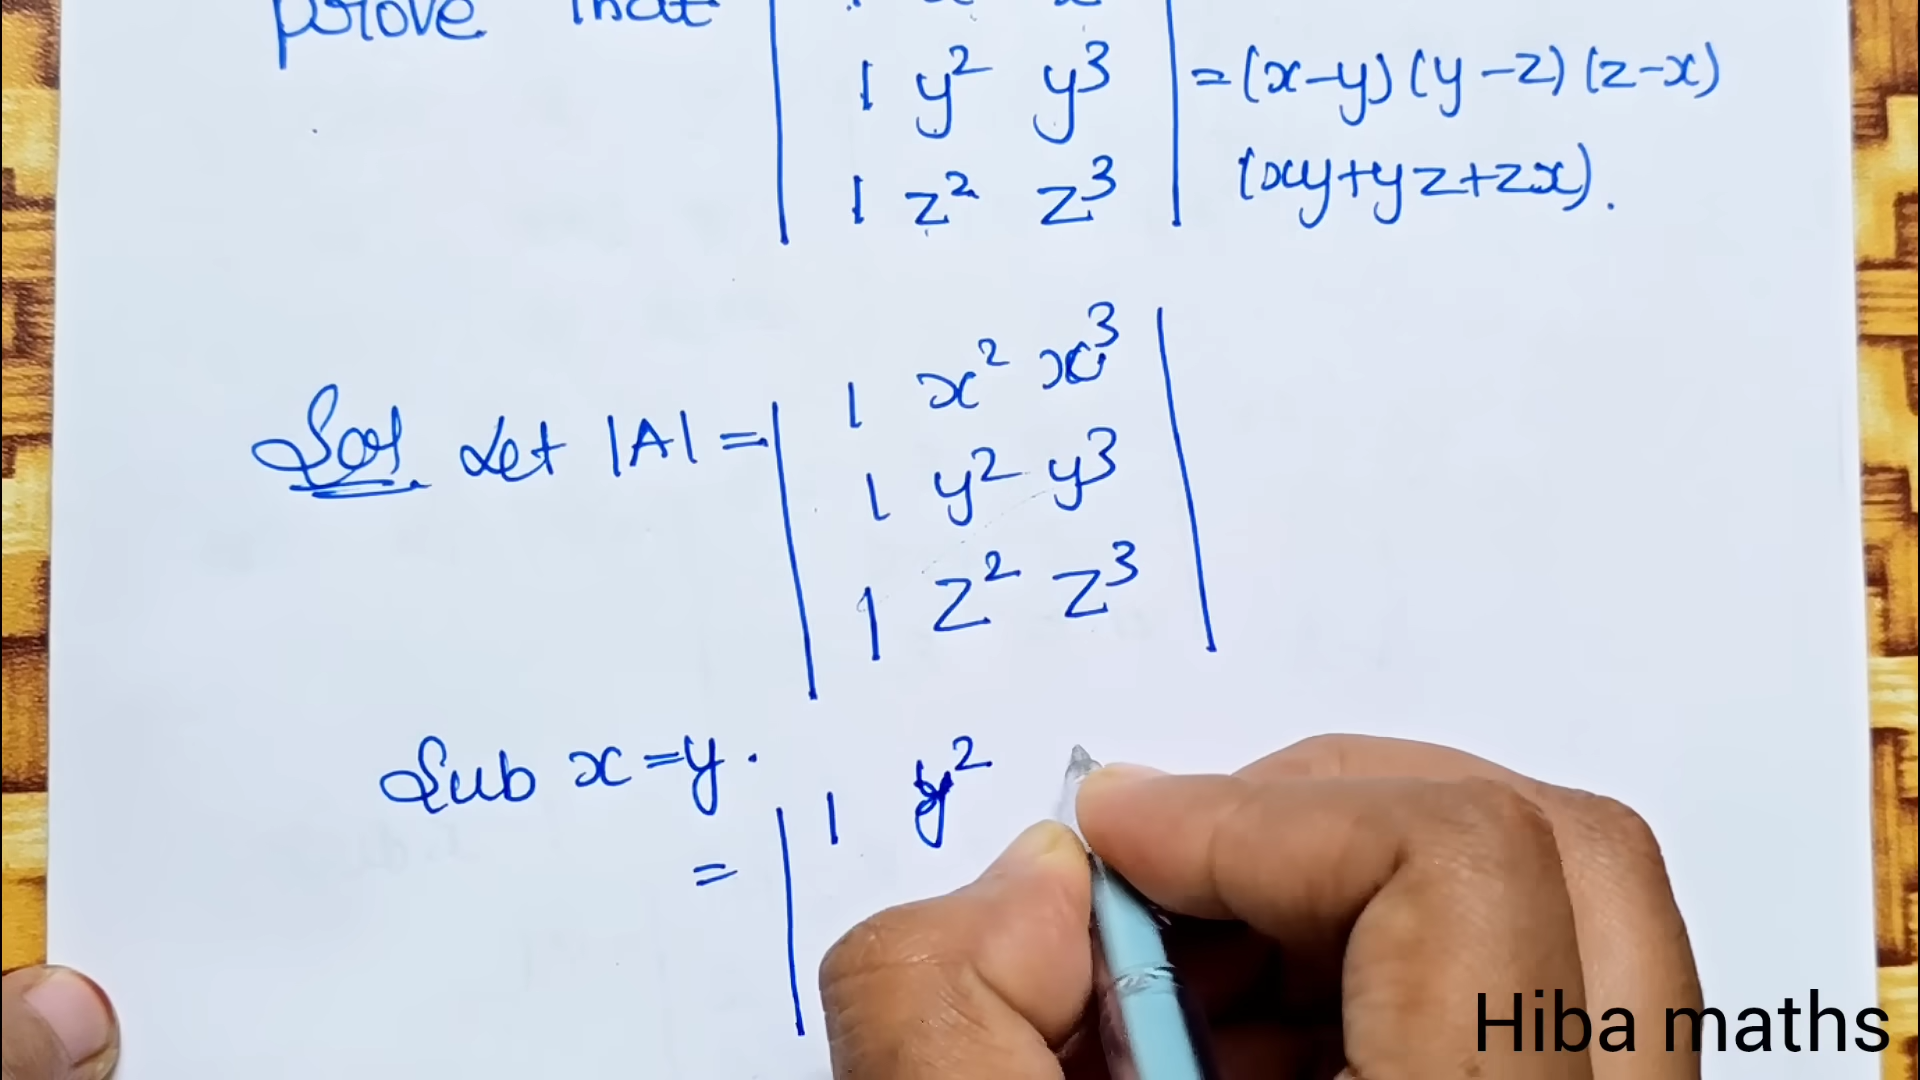 prove that
1 y² y³ = (x-y) (y-z) (z-x)
1 z² z³ (xy+yz+zx).
1 x² x³
Sol Let |A| =
1 y² y³
1 z² z³
Sub x=y.
1 y²
=
Hiba maths